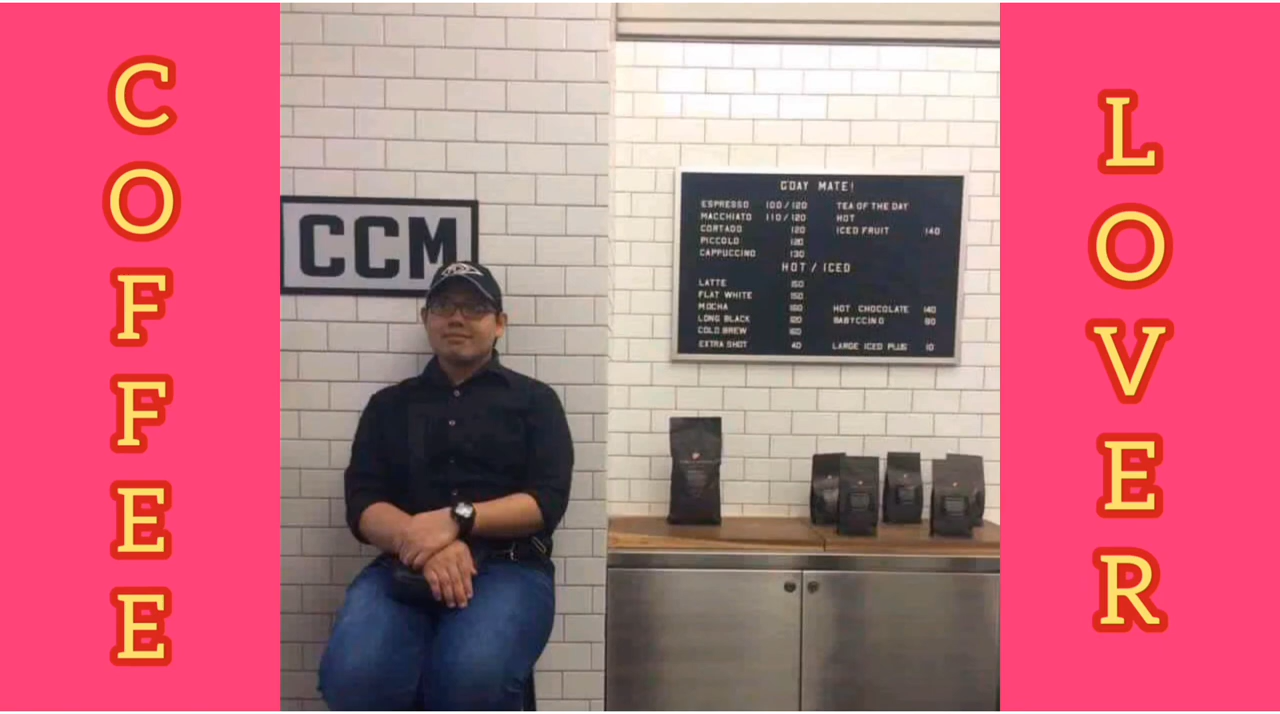 COFFEE
LOVER
CCM
G'DAY MATE!
ESPRESSO 100/120 TEA OF THE DAY
MACCHIATO 110/120 HOT
CORTADO 120 ICED FRUIT 140
PICCOLO 120
CAPPUCCINO 130
HOT / ICED
LATTE 150
FLAT WHITE 150
MOCHA 160 HOT CHOCOLATE 140
LONG BLACK 120 BABYCCINO 80
COLD BREW 160
EXTRA SHOT 40 LARGE ICED PLUS 10